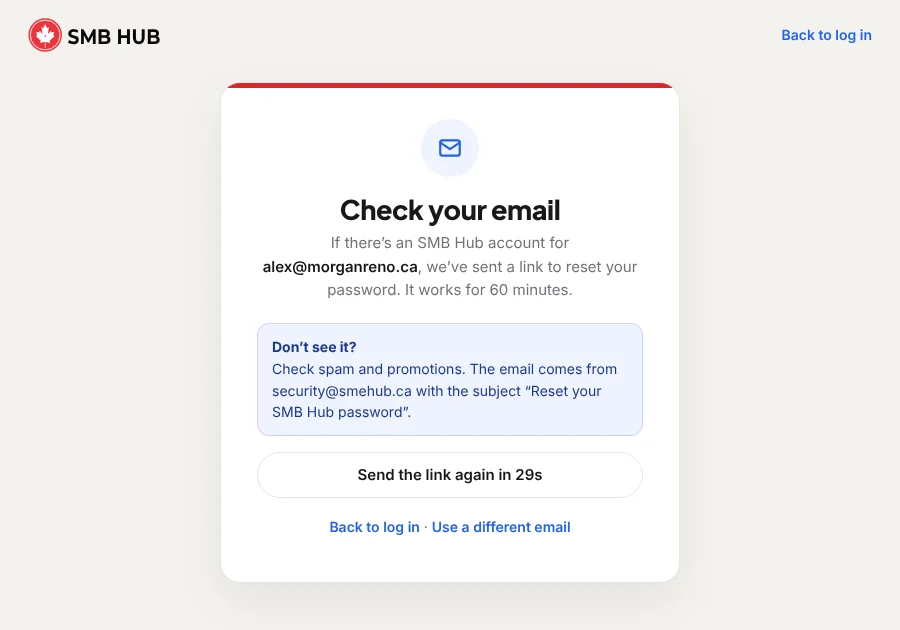 SMB HUB
Back to log in
Check your email
If there’s an SMB Hub account for
alex@morganreno.ca, we’ve sent a link to reset your
password. It works for 60 minutes.
Don’t see it?
Check spam and promotions. The email comes from
security@smehub.ca with the subject “Reset your
SMB Hub password”.
Send the link again in 29s
Back to log in · Use a different email